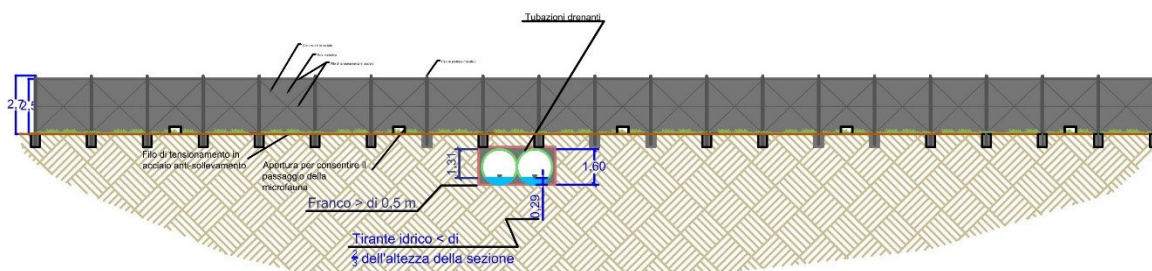 Tubazioni drenanti
2,7
2,5
Filo di tensionamento in
acciaio anti-sollevamento
Apertura per consentire il
passaggio della
microfauna
1,31
1,60
0,29
Franco > di 0,5 m
Tirante idrico < di
2/3 dell'altezza della sezione